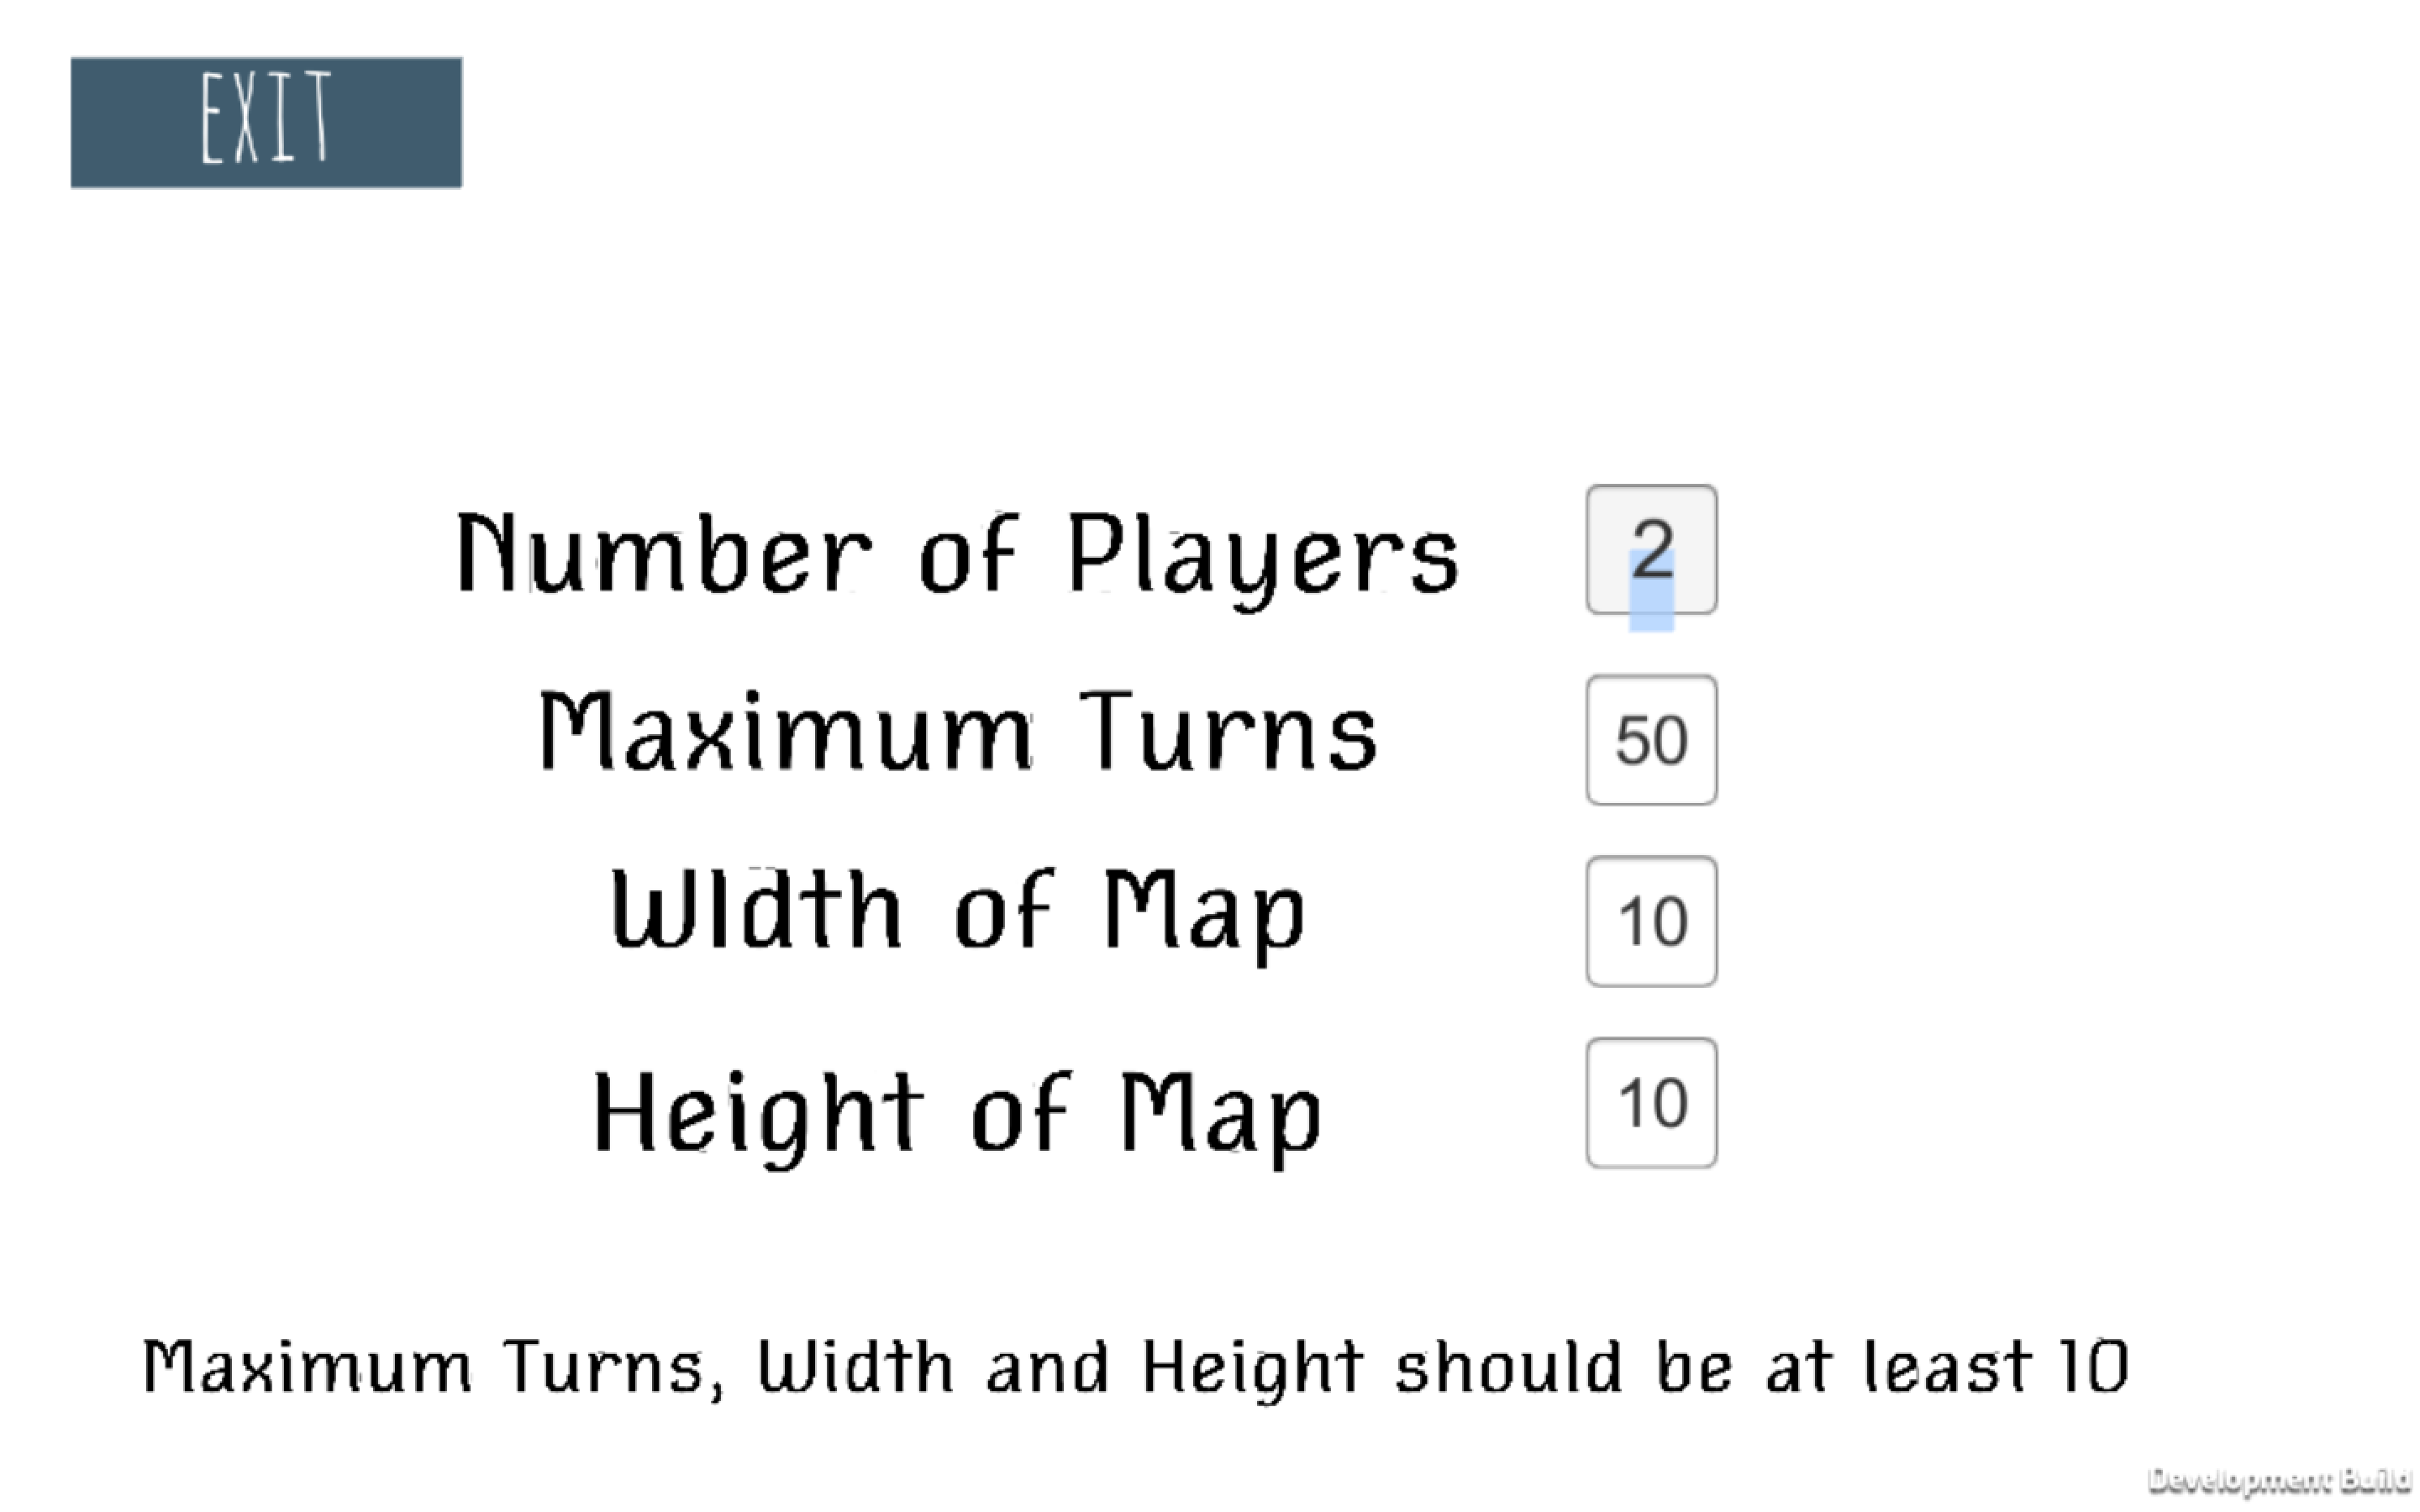 EXIT
Number of Players 2
Maximum Turns 50
WIdth of Map 10
Height of Map 10
Maximum Turns, Width and Height should be at least 10
Development Build